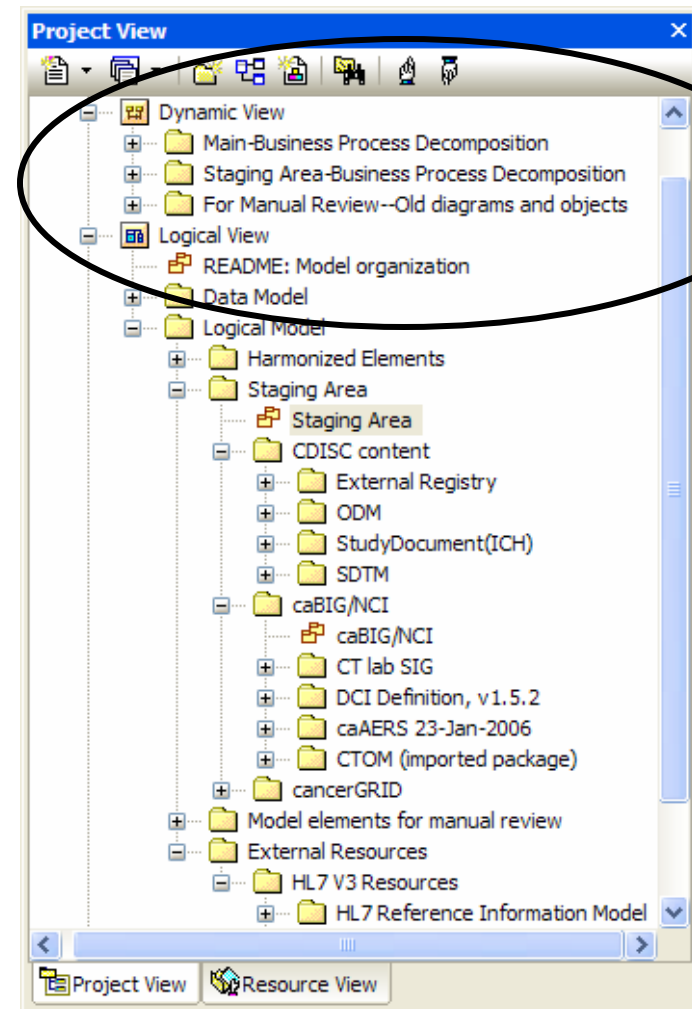 Project View
Dynamic View
Main-Business Process Decomposition
Staging Area-Business Process Decomposition
For Manual Review--Old diagrams and objects
Logical View
README: Model organization
Data Model
Logical Model
Harmonized Elements
Staging Area
Staging Area
CDISC content
External Registry
ODM
StudyDocument(ICH)
SDTM
caBIG/NCI
caBIG/NCI
CT lab SIG
DCI Definition, v1.5.2
caAERS 23-Jan-2006
CTOM (imported package)
cancerGRID
Model elements for manual review
External Resources
HL7 V3 Resources
HL7 Reference Information Model
Project View Resource View